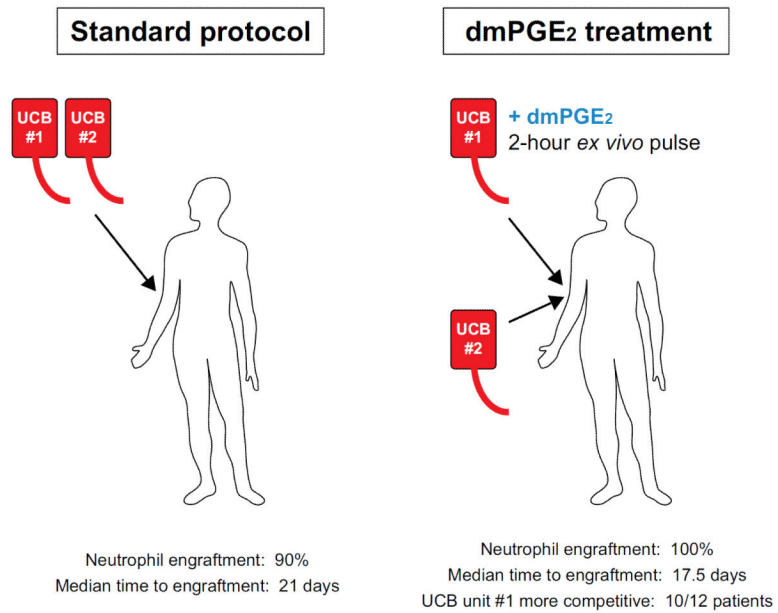 Standard protocol
UCB
#1
UCB
#2
Neutrophil engraftment: 90%
Median time to engraftment: 21 days
dmPGE₂ treatment
UCB
#1
+ dmPGE₂
2-hour ex vivo pulse
UCB
#2
Neutrophil engraftment: 100%
Median time to engraftment: 17.5 days
UCB unit #1 more competitive: 10/12 patients